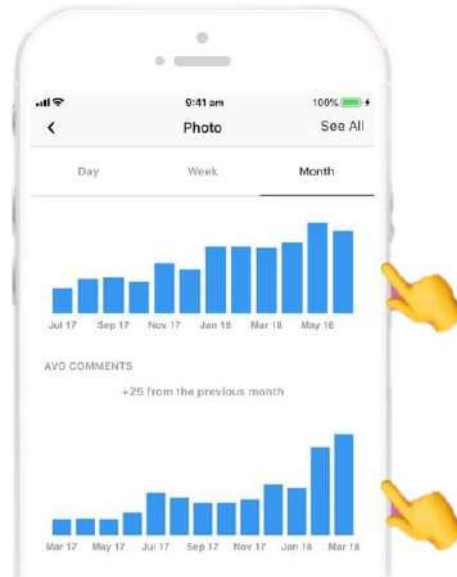 9:41 am 100%
Photo See All
Day Week Month
Jul 17 Sep 17 Nov 17 Jan 18 Mar 18 May 18
AVG COMMENTS
+25 from the previous month
Mar 17 May 17 Jul 17 Sep 17 Nov 17 Jan 18 Mar 18